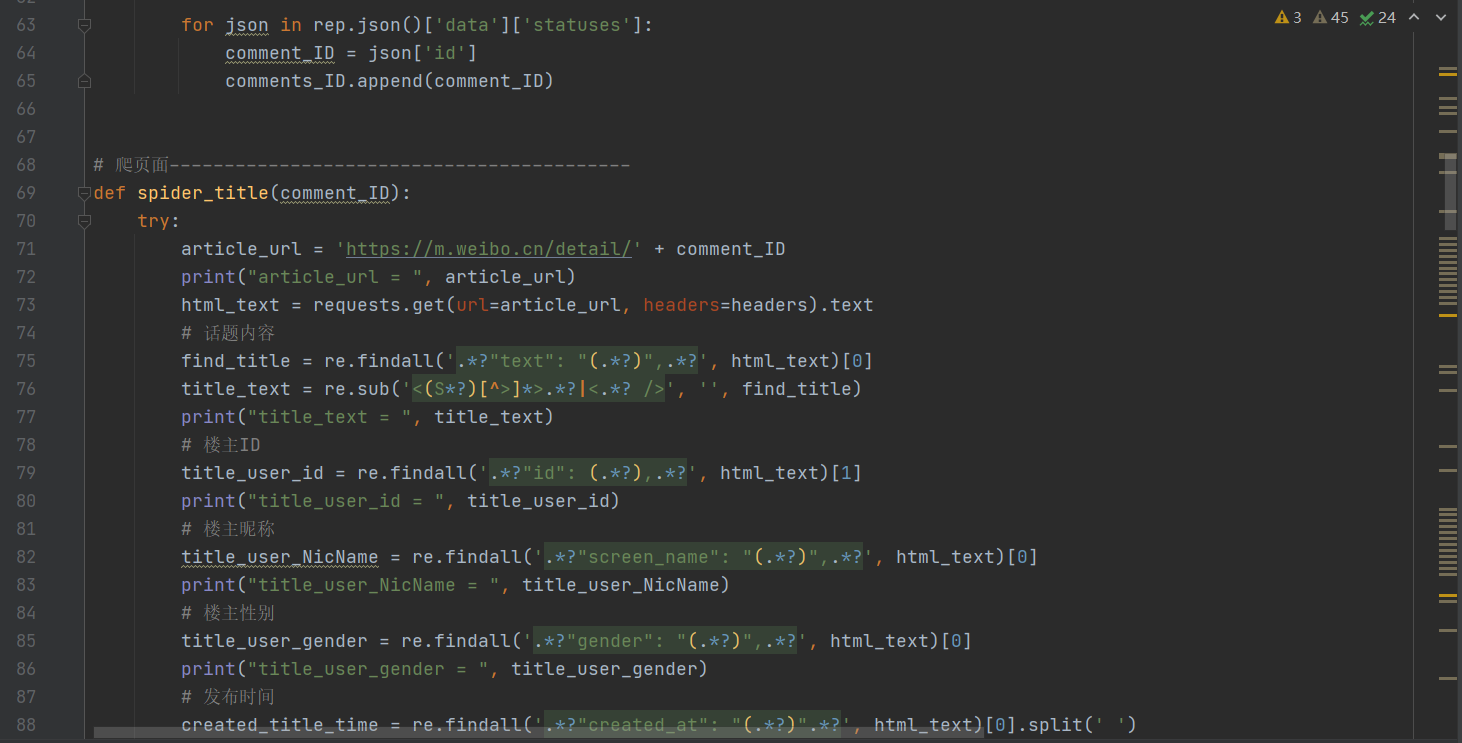 63 for json in rep.json()['data']['statuses']:
3 45 24
64 comment_ID = json['id']
65 comments_ID.append(comment_ID)
66
67
68 # 爬页面------------------------------------------
69 def spider_title(comment_ID):
70 try:
71 article_url = 'https://m.weibo.cn/detail/' + comment_ID
72 print("article_url = ", article_url)
73 html_text = requests.get(url=article_url, headers=headers).text
74 # 话题内容
75 find_title = re.findall('.*?"text": "(.*?)",.*?', html_text)[0]
76 title_text = re.sub('<(S*?)[^>]*>.*?|<.*? />', '', find_title)
77 print("title_text = ", title_text)
78 # 楼主ID
79 title_user_id = re.findall('.*?"id": (.*?),.*?', html_text)[1]
80 print("title_user_id = ", title_user_id)
81 # 楼主昵称
82 title_user_NicName = re.findall('.*?"screen_name": "(.*?)",.*?', html_text)[0]
83 print("title_user_NicName = ", title_user_NicName)
84 # 楼主性别
85 title_user_gender = re.findall('.*?"gender": "(.*?)",.*?', html_text)[0]
86 print("title_user_gender = ", title_user_gender)
87 # 发布时间
88 created_title_time = re.findall('.*?"created_at": "(.*?)".*?', html_text)[0].split(' ')